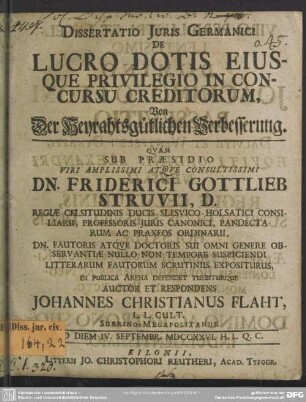 DISSERTATIO JURIS GERMANICI
DE
LUCRO DOTIS EIUS-
QUE PRIVILEGIO IN CON-
CURSU CREDITORUM,
Von
Der Heyrahtsgütlichen Verbesserung.
QUAM
SUB PRÆSIDIO
VIRI AMPLISSIMI ATQVE CONSULTISSIMI
DN. FRIDERICI GOTTLIEB
STRUVII, D.
REGIÆ CELSITUDINIS DUCIS SLESVICO-HOLSATICI CONSI-
LIARII, PROFESSORIS JURIS CANONICI, PANDECTA-
RUM AC PRAXEOS ORDINARII,
DN. FAUTORIS ATQVE DOCTORIS SUI OMNI GENERE OB-
SERVANTIÆ NULLO NON TEMPORE SUSPICIENDI
LITTERARUM FAUTORUM SCRUTINIIS EXPOSITURUS,
IN PUBLICA ARENA DEFENDET TUEBITURQUE
AUCTOR ET RESPONDENS
JOHANNES CHRISTIANUS FLAHT,
L. L. CULT.
MEGAPOLITANUS.
DIEM IV. SEPTEMBR. MDCCXXVI. H. L. Q. C.
KILONII,
LITTERIS JO. CHRISTOPHORI REUTHERI, ACAD. TYPOGR.
Diss. jur. civ.
164,22